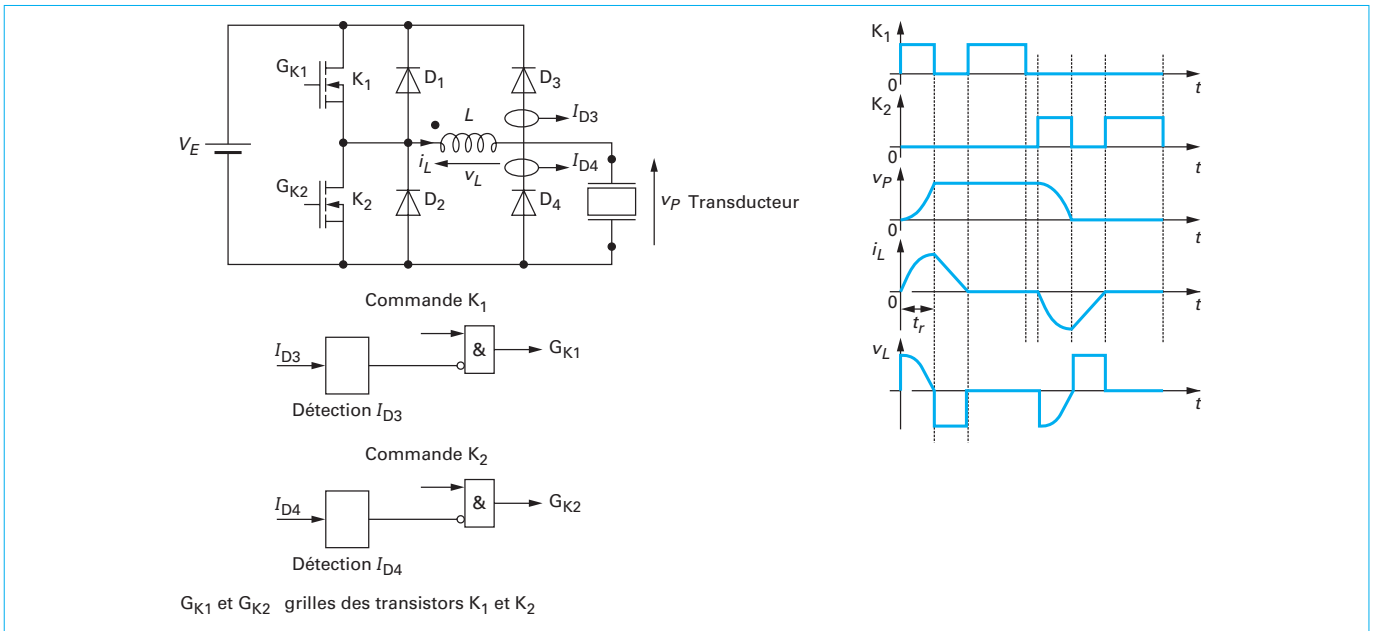 G_K1 K_1 D_1 D_3
V_E
L
I_D3
i_L
v_L
I_D4
G_K2 K_2 D_2 D_4
v_P Transducteur
Commande K_1
I_D3 & G_K1
Détection I_D3
Commande K_2
I_D4 & G_K2
Détection I_D4
G_K1 et G_K2 grilles des transistors K_1 et K_2
K_1
0 t
K_2
0 t
v_P
0 t
i_L
0 t
t_r
v_L
0 t